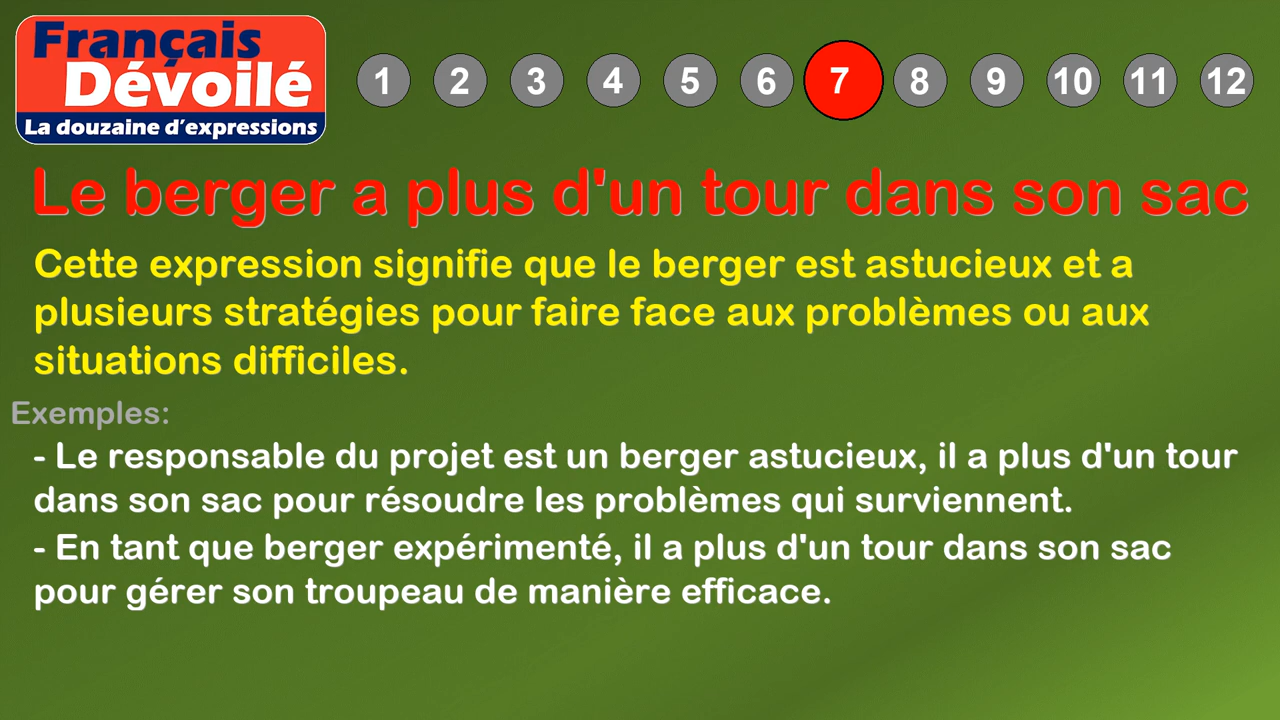 Français
Dévoilé
La douzaine d'expressions
1 2 3 4 5 6 7 8 9 10 11 12
Le berger a plus d'un tour dans son sac
Cette expression signifie que le berger est astucieux et a
plusieurs stratégies pour faire face aux problèmes ou aux
situations difficiles.
Exemples:
- Le responsable du projet est un berger astucieux, il a plus d'un tour
dans son sac pour résoudre les problèmes qui surviennent.
- En tant que berger expérimenté, il a plus d'un tour dans son sac
pour gérer son troupeau de manière efficace.